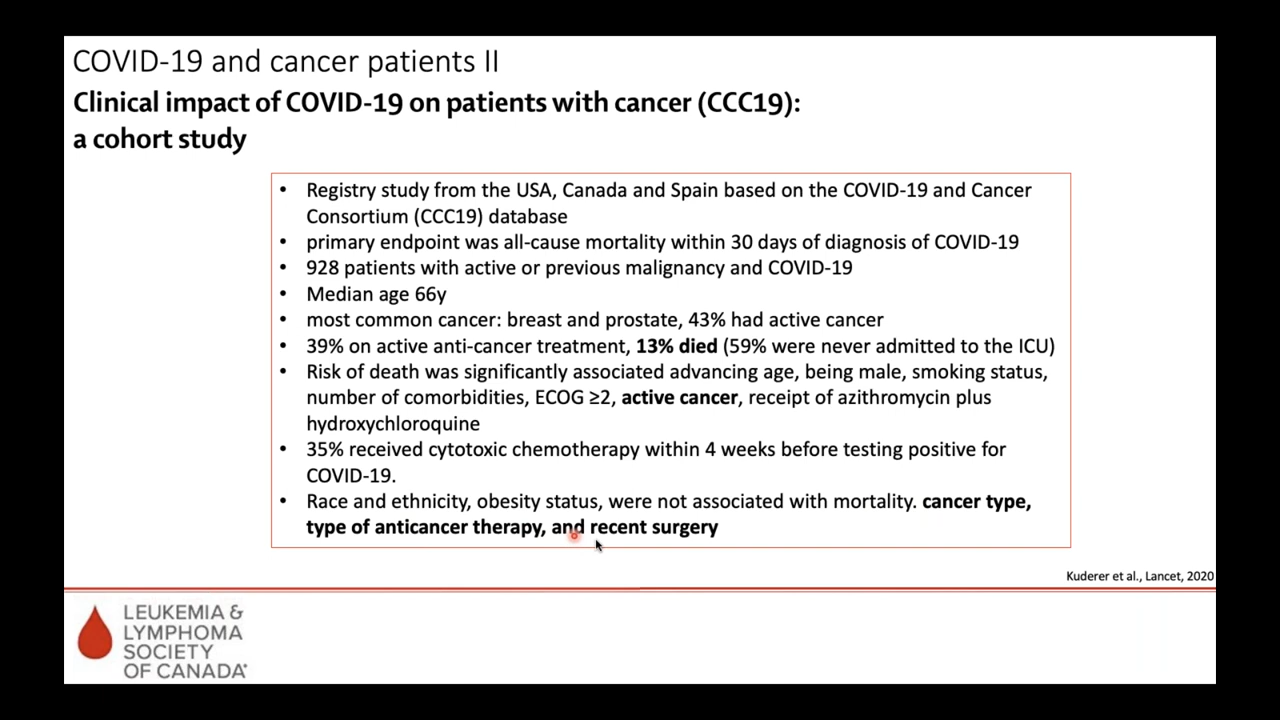 COVID-19 and cancer patients II
Clinical impact of COVID-19 on patients with cancer (CCC19):
a cohort study
• Registry study from the USA, Canada and Spain based on the COVID-19 and Cancer
Consortium (CCC19) database
• primary endpoint was all-cause mortality within 30 days of diagnosis of COVID-19
• 928 patients with active or previous malignancy and COVID-19
• Median age 66y
• most common cancer: breast and prostate, 43% had active cancer
• 39% on active anti-cancer treatment, 13% died (59% were never admitted to the ICU)
• Risk of death was significantly associated advancing age, being male, smoking status,
number of comorbidities, ECOG ≥2, active cancer, receipt of azithromycin plus
hydroxychloroquine
• 35% received cytotoxic chemotherapy within 4 weeks before testing positive for
COVID-19.
• Race and ethnicity, obesity status, were not associated with mortality. cancer type,
type of anticancer therapy, and recent surgery
Kuderer et al., Lancet, 2020
LEUKEMIA &
LYMPHOMA
SOCIETY
OF CANADA